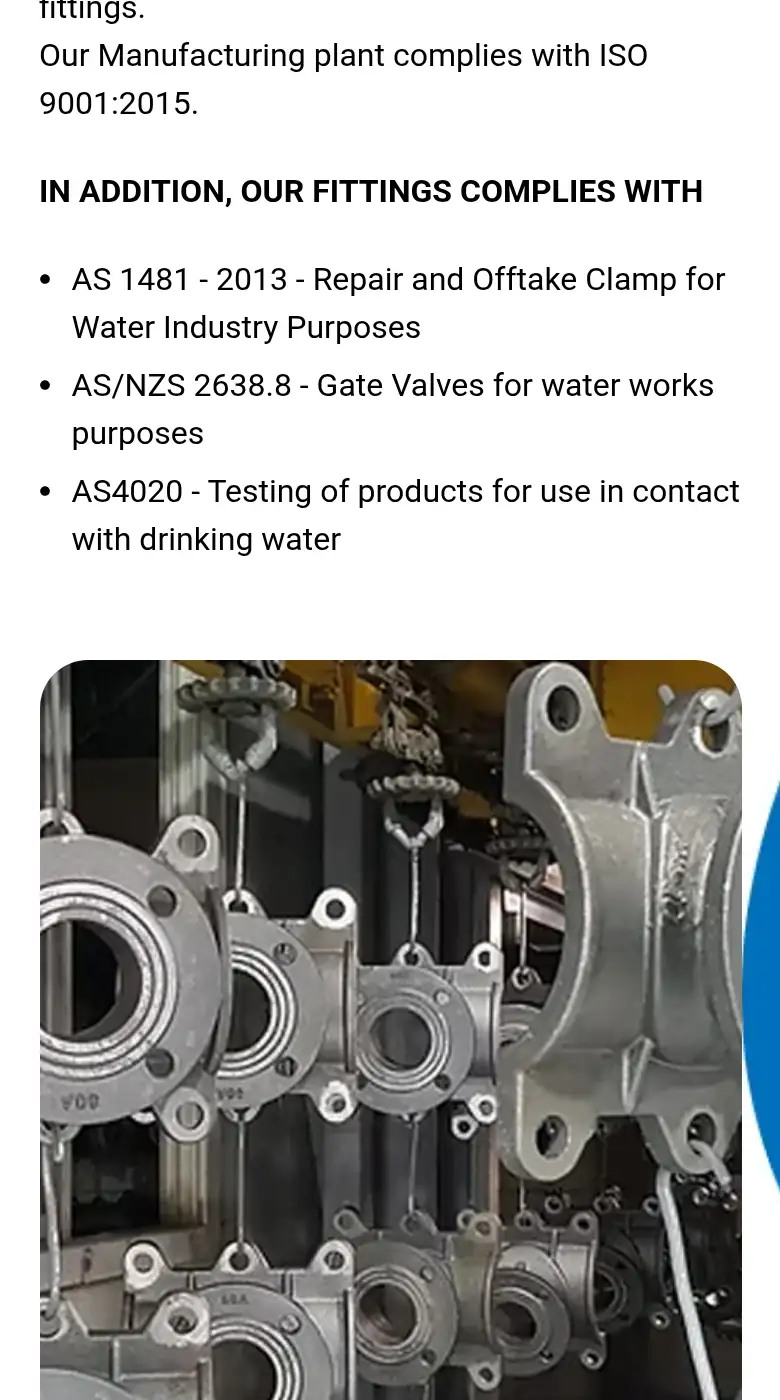 fittings.
Our Manufacturing plant complies with ISO
9001:2015.
IN ADDITION, OUR FITTINGS COMPLIES WITH
• AS 1481 - 2013 - Repair and Offtake Clamp for
Water Industry Purposes
• AS/NZS 2638.8 - Gate Valves for water works
purposes
• AS4020 - Testing of products for use in contact
with drinking water